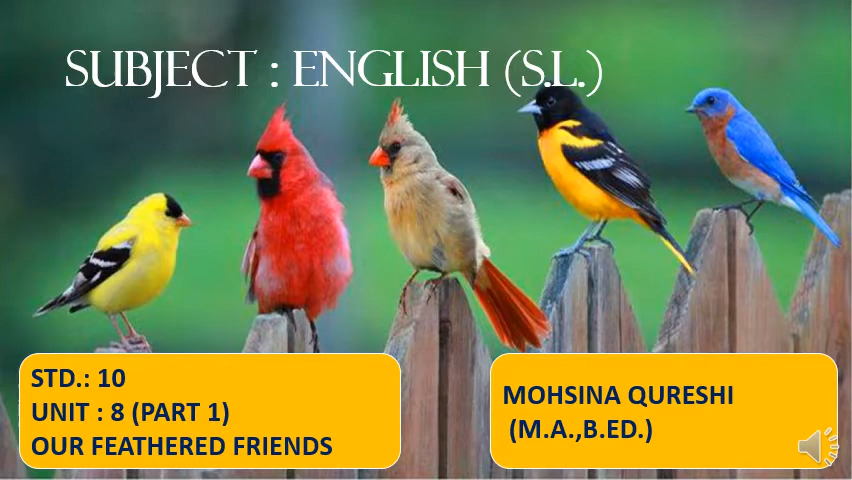 SUBJECT : ENGLISH (S.L.)
STD.: 10
UNIT : 8 (PART 1)
OUR FEATHERED FRIENDS
MOHSINA QURESHI
(M.A.,B.ED.)